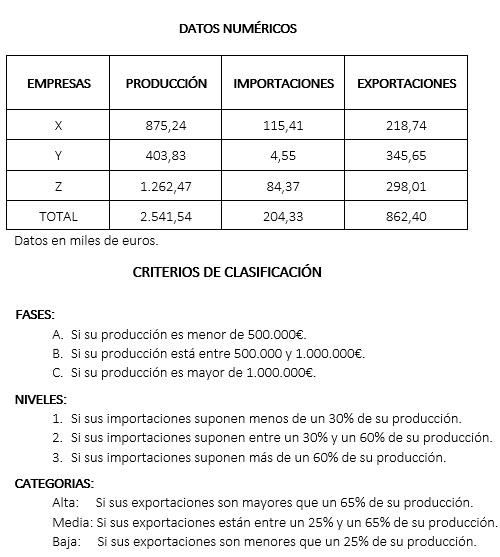 DATOS NUMÉRICOS
EMPRESAS PRODUCCIÓN IMPORTACIONES EXPORTACIONES
X 875,24 115,41 218,74
Y 403,83 4,55 345,65
Z 1.262,47 84,37 298,01
TOTAL 2.541,54 204,33 862,40
Datos en miles de euros.
CRITERIOS DE CLASIFICACIÓN
FASES:
A. Si su producción es menor de 500.000€.
B. Si su producción está entre 500.000 y 1.000.000€.
C. Si su producción es mayor de 1.000.000€.
NIVELES:
1. Si sus importaciones suponen menos de un 30% de su producción.
2. Si sus importaciones suponen entre un 30% y un 60% de su producción.
3. Si sus importaciones suponen más de un 60% de su producción.
CATEGORIAS:
Alta: Si sus exportaciones son mayores que un 65% de su producción.
Media: Si sus exportaciones están entre un 25% y un 65% de su producción.
Baja: Si sus exportaciones son menores que un 25% de su producción.